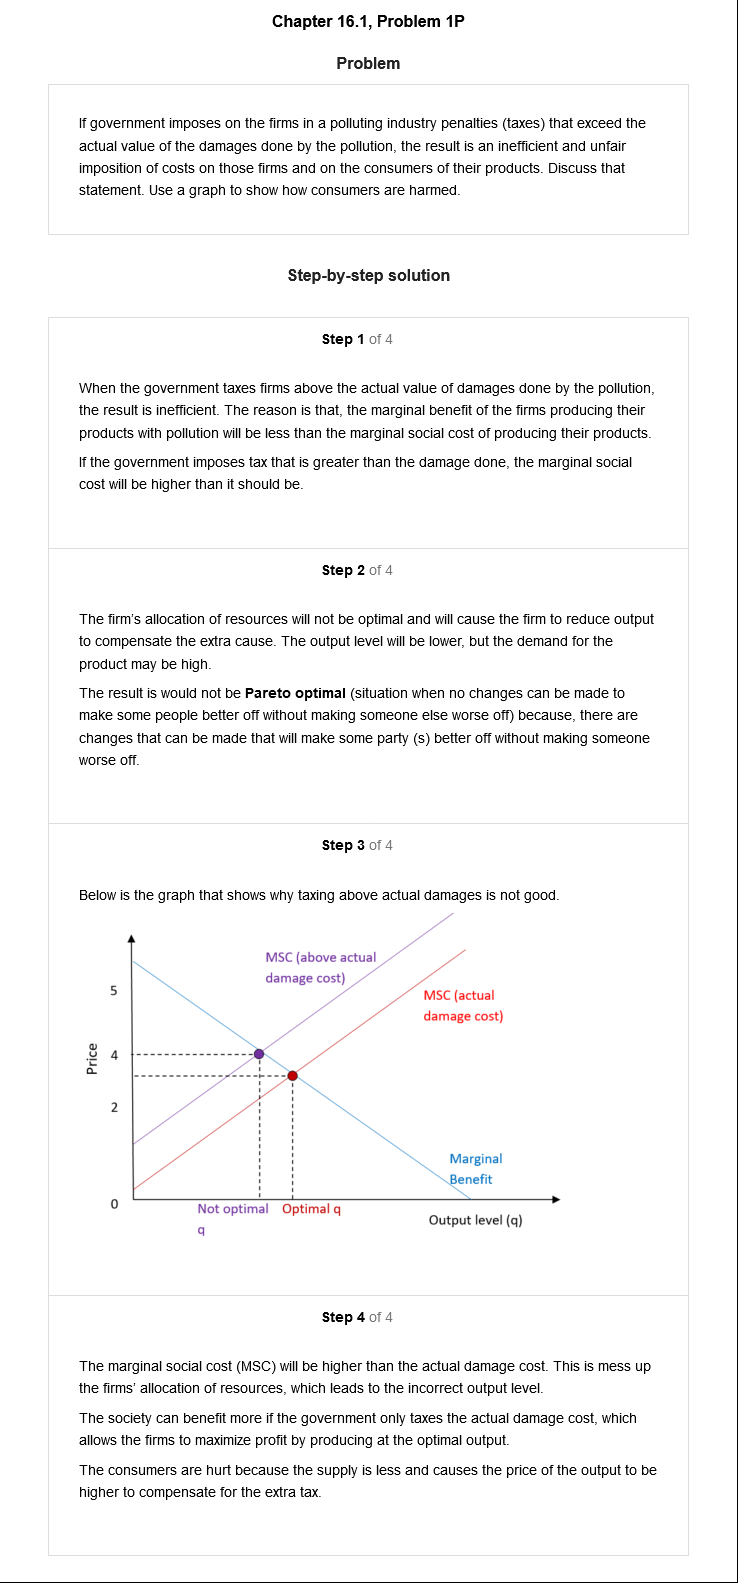 Chapter 16.1, Problem 1P
Problem
If government imposes on the firms in a polluting industry penalties (taxes) that exceed the
actual value of the damages done by the pollution, the result is an inefficient and unfair
imposition of costs on those firms and on the consumers of their products. Discuss that
statement. Use a graph to show how consumers are harmed.
Step-by-step solution
Step 1 of 4
When the government taxes firms above the actual value of damages done by the pollution,
the result is inefficient. The reason is that, the marginal benefit of the firms producing their
products with pollution will be less than the marginal social cost of producing their products.
If the government imposes tax that is greater than the damage done, the marginal social
cost will be higher than it should be.
Step 2 of 4
The firm's allocation of resources will not be optimal and will cause the firm to reduce output
to compensate the extra cause. The output level will be lower, but the demand for the
product may be high.
The result is would not be Pareto optimal (situation when no changes can be made to
make some people better off without making someone else worse off) because, there are
changes that can be made that will make some party (s) better off without making someone
worse off.
Step 3 of 4
Below is the graph that shows why taxing above actual damages is not good.
MSC (above actual
damage cost)
MSC (actual
damage cost)
5
Price
4
2
Marginal
Benefit
0
Not optimal
q
Optimal q
Output level (q)
Step 4 of 4
The marginal social cost (MSC) will be higher than the actual damage cost. This is mess up
the firms' allocation of resources, which leads to the incorrect output level.
The society can benefit more if the government only taxes the actual damage cost, which
allows the firms to maximize profit by producing at the optimal output.
The consumers are hurt because the supply is less and causes the price of the output to be
higher to compensate for the extra tax.